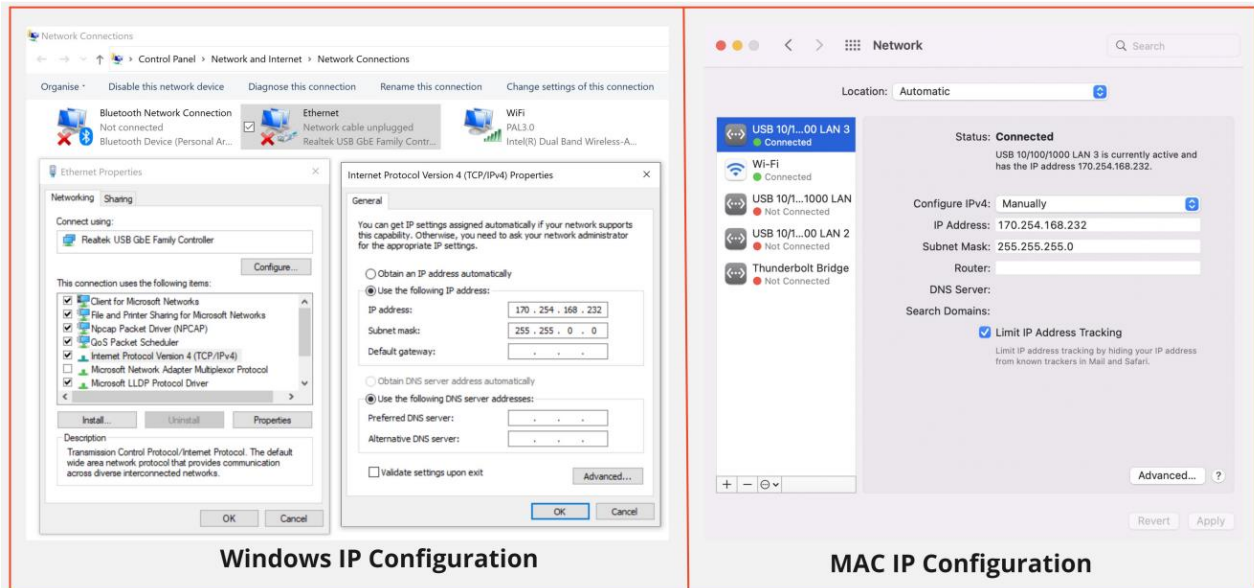 Network Connections
Control Panel > Network and Internet > Network Connections
Organise
Disable this network device
Diagnose this connection
Rename this connection
Change settings of this connection
Bluetooth Network Connection
Not connected
Bluetooth Device (Personal Ar...
Ethernet
Network cable unplugged
Realtek USB GbE Family Contr...
WiFi
PAL3.0
Intel(R) Dual Band Wireless-A...
Ethernet Properties
Networking
Sharing
Connect using:
Realtek USB GbE Family Controller
Configure...
This connection uses the following items:
Client for Microsoft Networks
File and Printer Sharing for Microsoft Networks
Npcap Packet Driver (NPCAP)
QoS Packet Scheduler
Internet Protocol Version 4 (TCP/IPv4)
Microsoft Network Adapter Multiplexor Protocol
Microsoft LLDP Protocol Driver
Install...
Uninstall
Properties
Description
Transmission Control Protocol/Internet Protocol. The default
wide area network protocol that provides communication
across diverse interconnected networks.
OK
Cancel
Internet Protocol Version 4 (TCP/IPv4) Properties
General
You can get IP settings assigned automatically if your network supports
this capability. Otherwise, you need to ask your network administrator
for the appropriate IP settings.
Obtain an IP address automatically
Use the following IP address:
IP address: 170 . 254 . 168 . 232
Subnet mask: 255 . 255 . 0 . 0
Default gateway: . . .
Obtain DNS server address automatically
Use the following DNS server addresses:
Preferred DNS server: . . .
Alternative DNS server: . . .
Validate settings upon exit
Advanced...
OK
Cancel
Windows IP Configuration
Network
Search
Location: Automatic
USB 10/1...00 LAN 3
Connected
Wi-Fi
Connected
USB 10/1...1000 LAN
Not Connected
USB 10/1...00 LAN 2
Not Connected
Thunderbolt Bridge
Not Connected
Status: Connected
USB 10/100/1000 LAN 3 is currently active and
has the IP address 170.254.168.232.
Configure IPv4: Manually
IP Address: 170.254.168.232
Subnet Mask: 255.255.255.0
Router:
DNS Server:
Search Domains:
Limit IP Address Tracking
Limit IP address tracking by hiding your IP address
from known trackers in Mail and Safari.
Advanced...
?
Revert
Apply
MAC IP Configuration